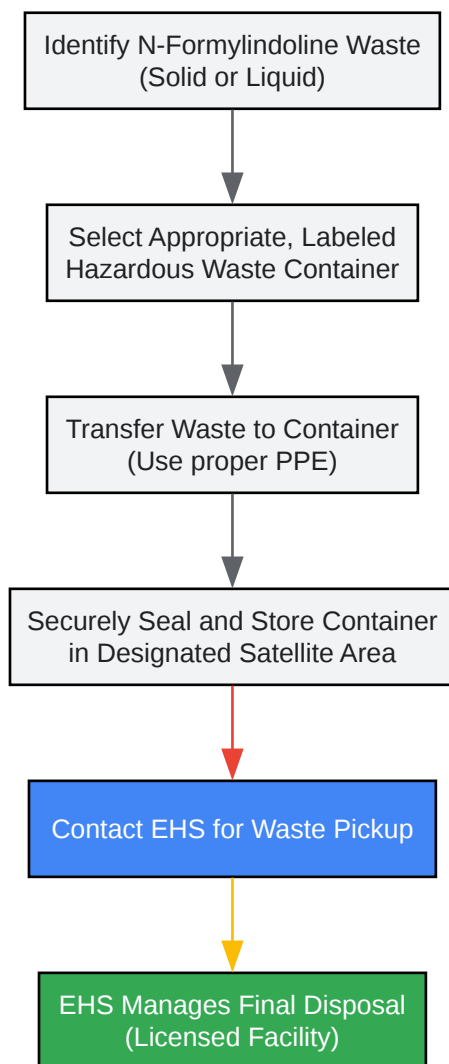 Identify N-Formylindoline Waste
(Solid or Liquid)
Select Appropriate, Labeled
Hazardous Waste Container
Transfer Waste to Container
(Use proper PPE)
Securely Seal and Store Container
in Designated Satellite Area
Contact EHS for Waste Pickup
EHS Manages Final Disposal
(Licensed Facility)